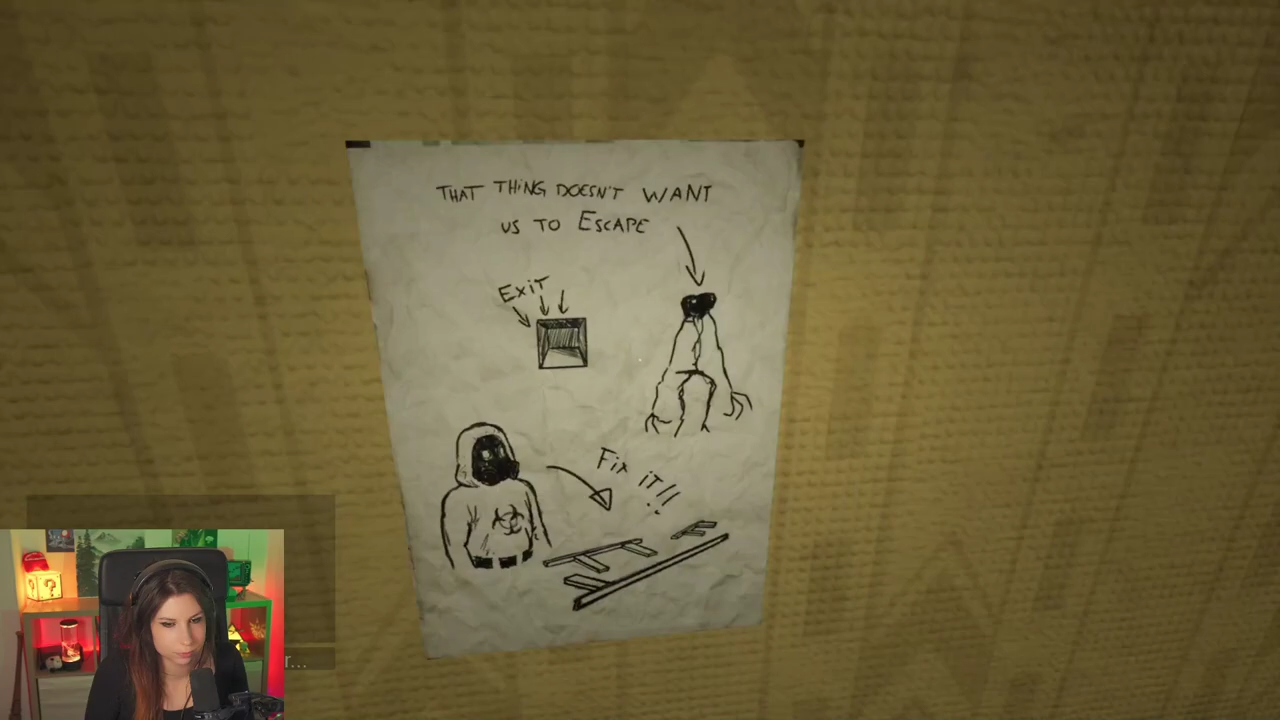 THAT THING DOESN'T WANT
US TO ESCAPE
EXIT
FIX IT!!
r...